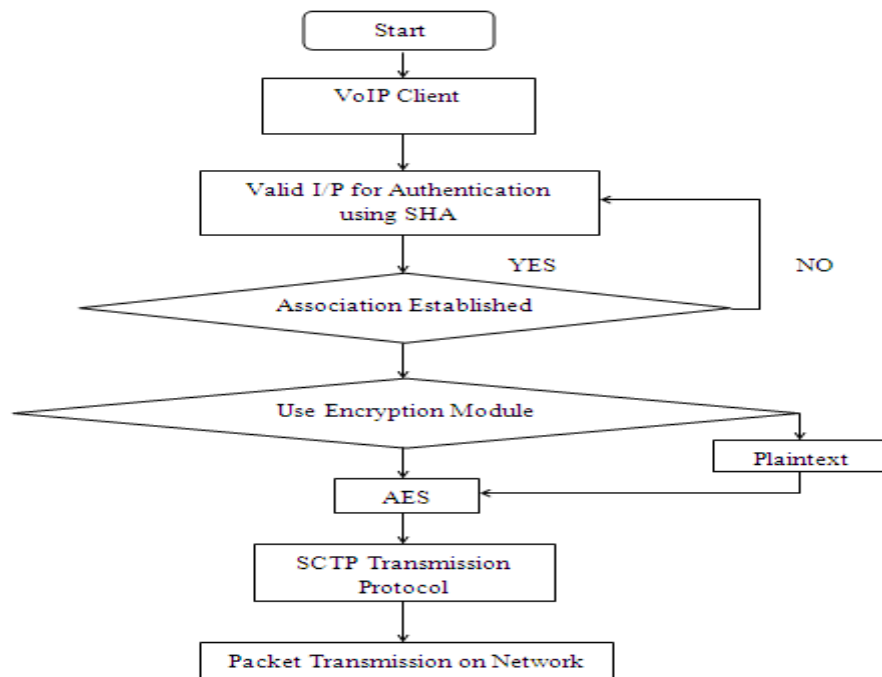 Start
VoIP Client
Valid I/P for Authentication
using SHA
YES
NO
Association Established
Use Encryption Module
Plaintext
AES
SCTP Transmission
Protocol
Packet Transmission on Network